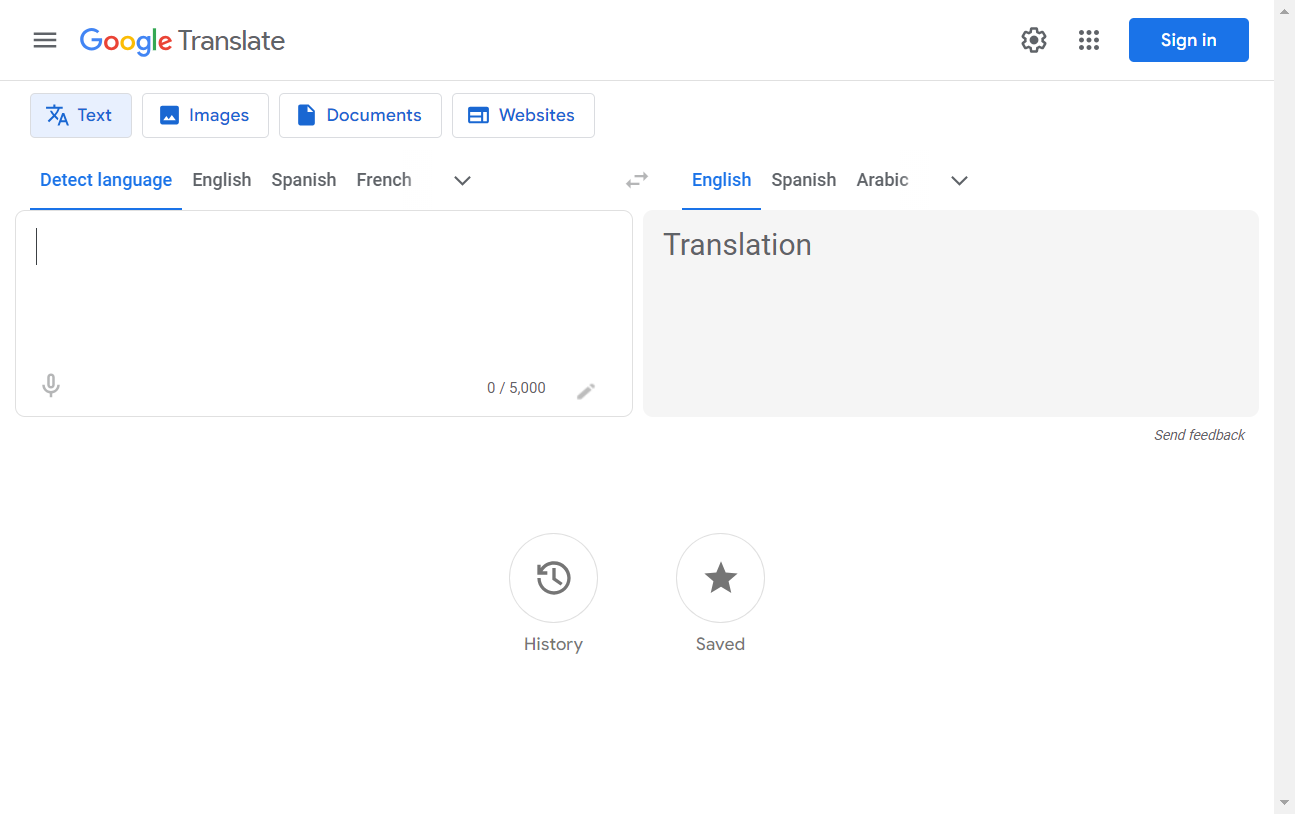 Google Translate
Sign in
Text Images Documents Websites
Detect language English Spanish French
English Spanish Arabic
Translation
0 / 5,000
Send feedback
History
Saved